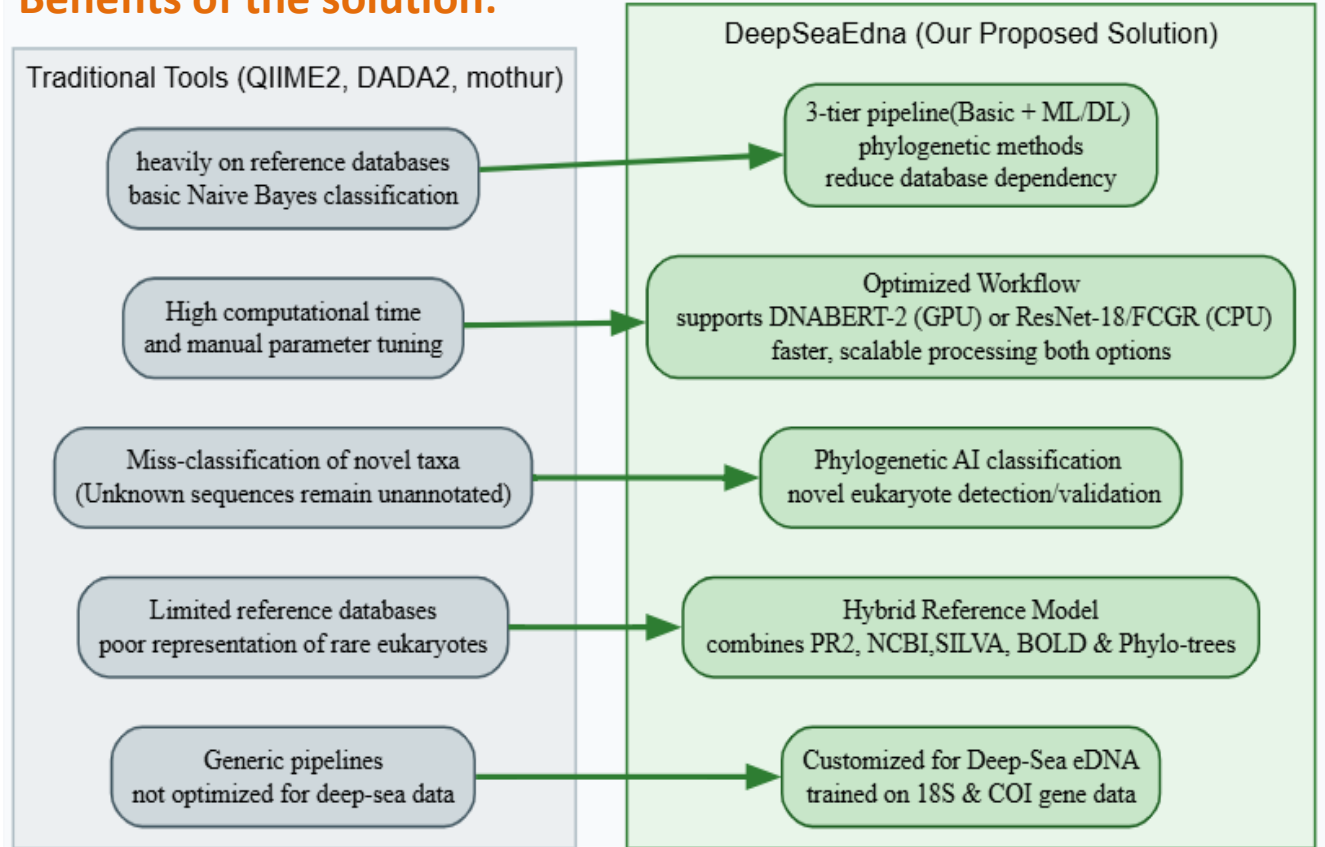 Benefits of the solution:
Traditional Tools (QIIME2, DADA2, mothur)
heavily on reference databases
basic Naive Bayes classification
High computational time
and manual parameter tuning
Miss-classification of novel taxa
(Unknown sequences remain unannotated)
Limited reference databases
poor representation of rare eukaryotes
Generic pipelines
not optimized for deep-sea data
DeepSeaEdna (Our Proposed Solution)
3-tier pipeline(Basic + ML/DL)
phylogenetic methods
reduce database dependency
Optimized Workflow
supports DNABERT-2 (GPU) or ResNet-18/FCGR (CPU)
faster, scalable processing both options
Phylogenetic AI classification
novel eukaryote detection/validation
Hybrid Reference Model
combines PR2, NCBI,SILVA, BOLD & Phylo-trees
Customized for Deep-Sea eDNA
trained on 18S & COI gene data